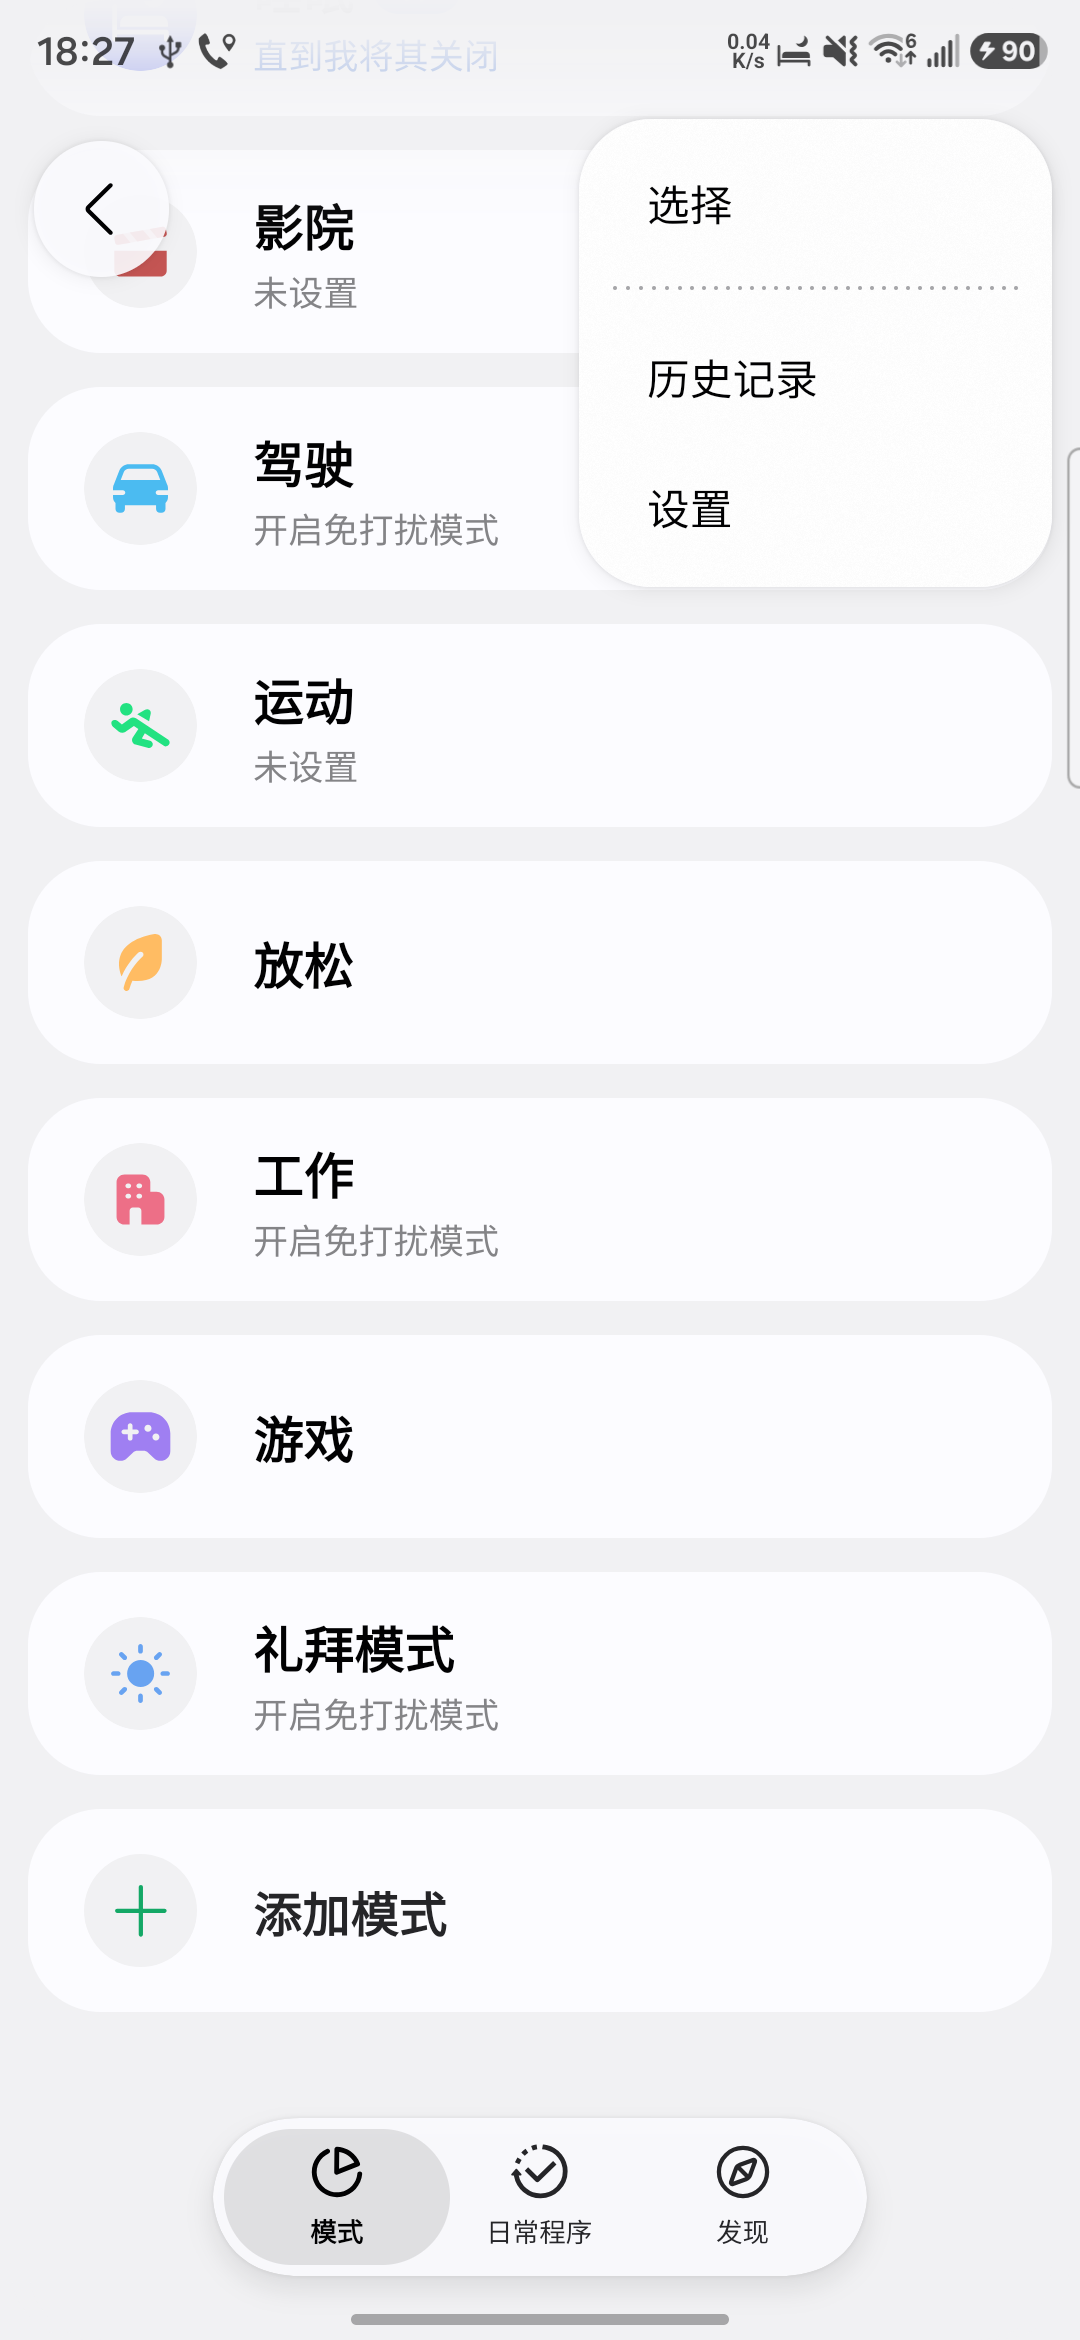 18:27
0.04
K/s
6
90
直到我将其关闭
选择
历史记录
设置
影院
未设置
驾驶
开启免打扰模式
运动
未设置
放松
工作
开启免打扰模式
游戏
礼拜模式
开启免打扰模式
添加模式
模式
日常程序
发现